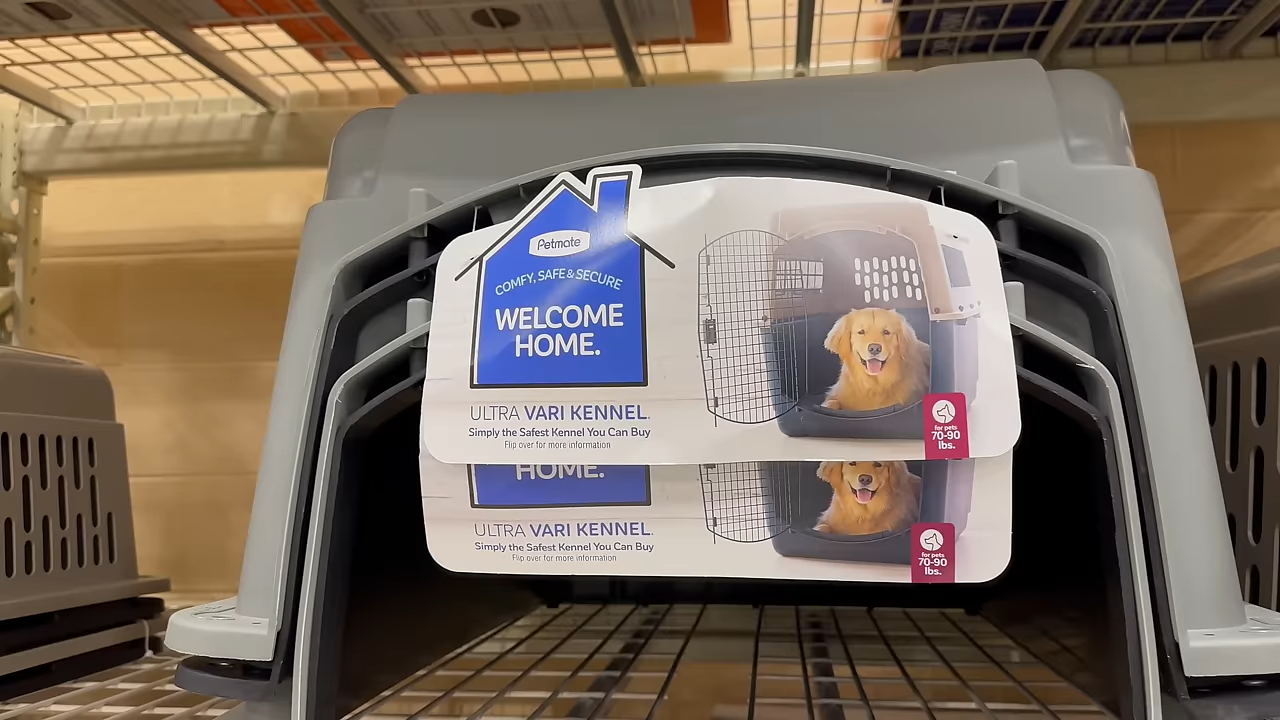 Petmate
COMFY, SAFE & SECURE
WELCOME
HOME.
ULTRA VARI KENNEL.
Simply the Safest Kennel You Can Buy
Flip over for more information
for pets
70-90
lbs.
HOME.
ULTRA VARI KENNEL.
Simply the Safest Kennel You Can Buy
Flip over for more information
for pets
70-90
lbs.